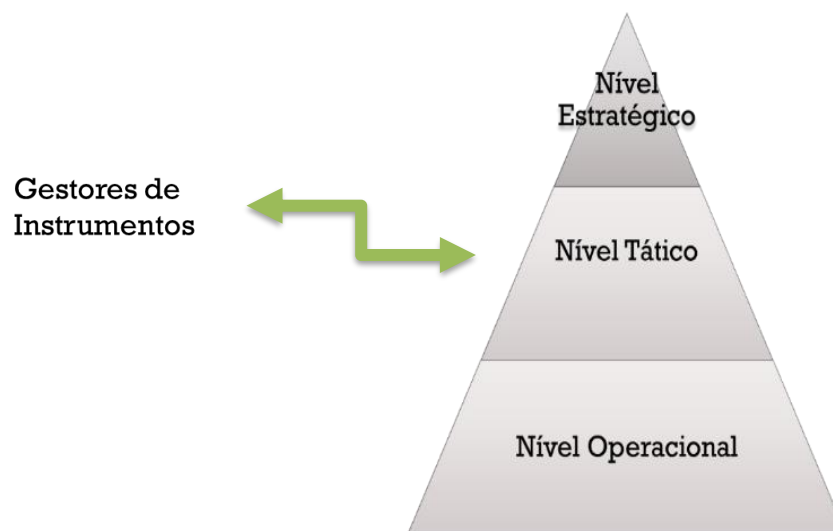 Nível
Estratégico
Gestores de
Instrumentos
Nível Tático
Nível Operacional